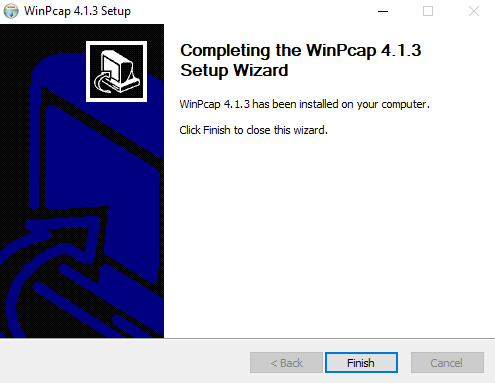 WinPcap 4.1.3 Setup
Completing the WinPcap 4.1.3
Setup Wizard
WinPcap 4.1.3 has been installed on your computer.
Click Finish to close this wizard.
< Back
Finish
Cancel